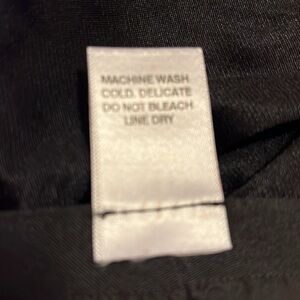 MACHINE WASH
COLD. DELICATE
DO NOT BLEACH
LINE DRY